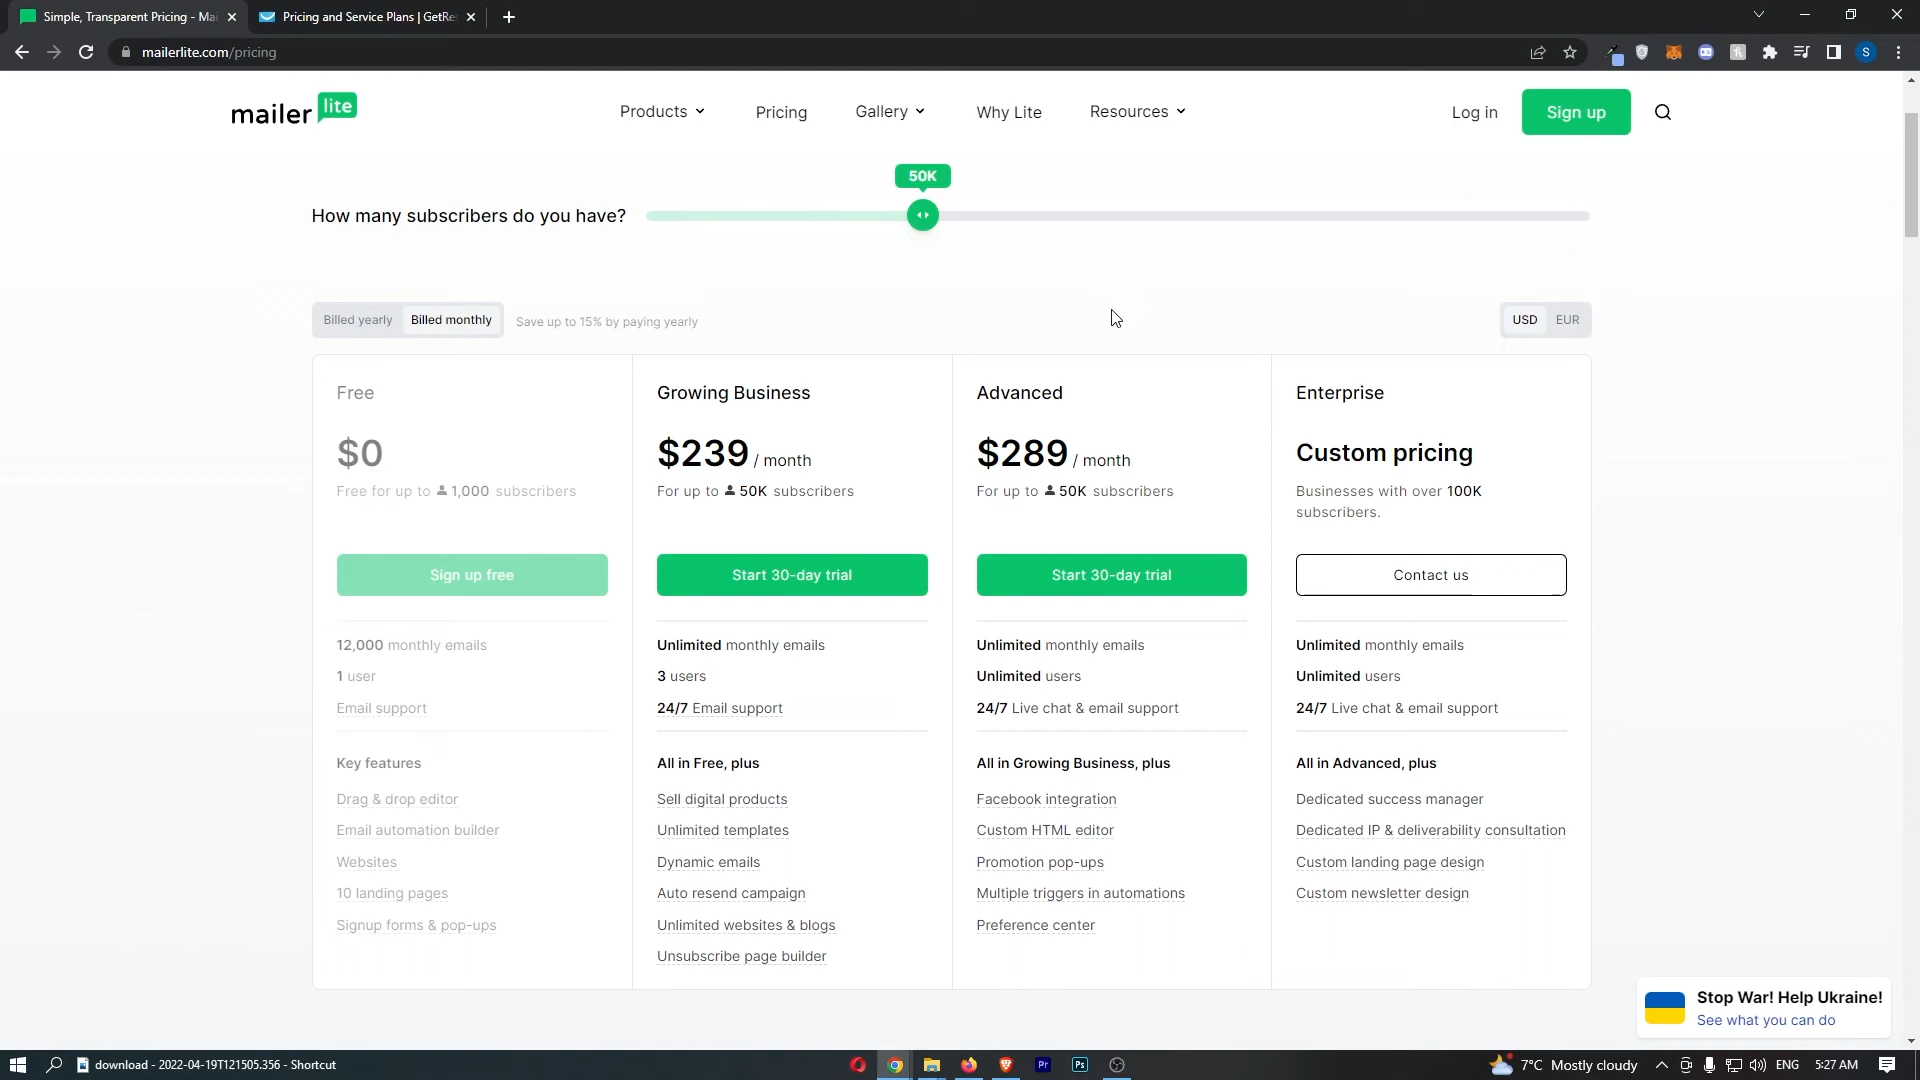 Simple, Transparent Pricing - Mai
Pricing and Service Plans | GetRes
mailerlite.com/pricing
S
mailer lite
Products
Pricing
Gallery
Why Lite
Resources
Log in
Sign up
50K
How many subscribers do you have?
Billed yearly
Billed monthly
Save up to 15% by paying yearly
USD
EUR
Free
$0
Free for up to 1,000 subscribers
Sign up free
12,000 monthly emails
1 user
Email support
Key features
Drag & drop editor
Email automation builder
Websites
10 landing pages
Signup forms & pop-ups
Growing Business
$239 / month
For up to 50K subscribers
Start 30-day trial
Unlimited monthly emails
3 users
24/7 Email support
All in Free, plus
Sell digital products
Unlimited templates
Dynamic emails
Auto resend campaign
Unlimited websites & blogs
Unsubscribe page builder
Advanced
$289 / month
For up to 50K subscribers
Start 30-day trial
Unlimited monthly emails
Unlimited users
24/7 Live chat & email support
All in Growing Business, plus
Facebook integration
Custom HTML editor
Promotion pop-ups
Multiple triggers in automations
Preference center
Enterprise
Custom pricing
Businesses with over 100K
subscribers.
Contact us
Unlimited monthly emails
Unlimited users
24/7 Live chat & email support
All in Advanced, plus
Dedicated success manager
Dedicated IP & deliverability consultation
Custom landing page design
Custom newsletter design
Stop War! Help Ukraine!
See what you can do
download - 2022-04-19T121505.356 - Shortcut
Pr
Ps
7°C Mostly cloudy
ENG
5:27 AM